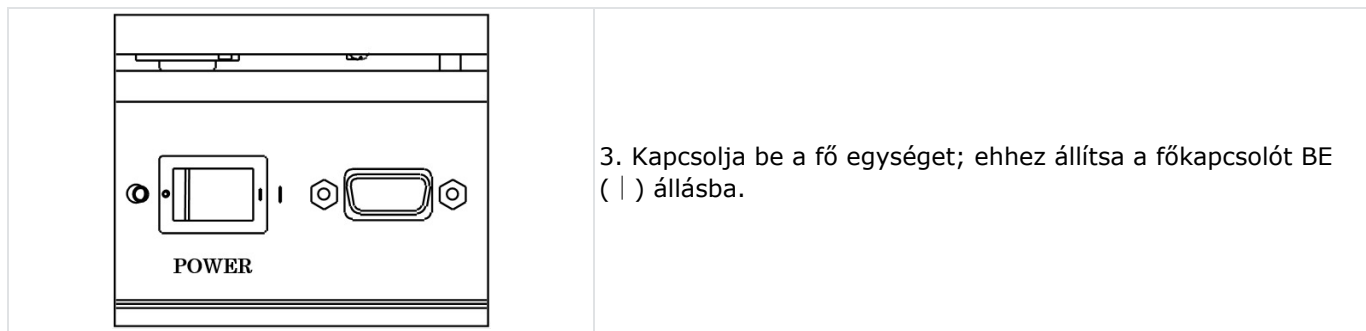 POWER
3. Kapcsolja be a fő egységet; ehhez állítsa a főkapcsolót BE
( | ) állásba.